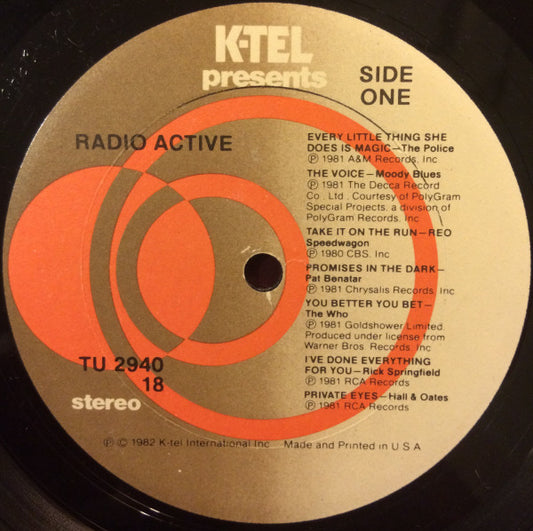 K-TEL
presents
SIDE
ONE
RADIO ACTIVE
EVERY LITTLE THING SHE
DOES IS MAGIC—The Police
℗ 1981 A&M Records, Inc
THE VOICE—Moody Blues
℗ 1981 The Decca Record
Co., Ltd., Courtesy of PolyGram
Special Projects, a division of
PolyGram Records, Inc
TAKE IT ON THE RUN—REO
Speedwagon
℗ 1980 CBS, Inc
PROMISES IN THE DARK—
Pat Benatar
℗ 1981 Chrysalis Records, Inc
YOU BETTER YOU BET—
The Who
℗ 1981 Goldshower Limited.
Produced under license from
Warner Bros. Records, Inc.
I'VE DONE EVERYTHING
FOR YOU—Rick Springfield
℗ 1981 RCA Records
PRIVATE EYES—Hall & Oates
℗ 1981 RCA Records
TU 2940
18
stereo
℗ © 1982 K-tel International Inc Made and Printed in U S A